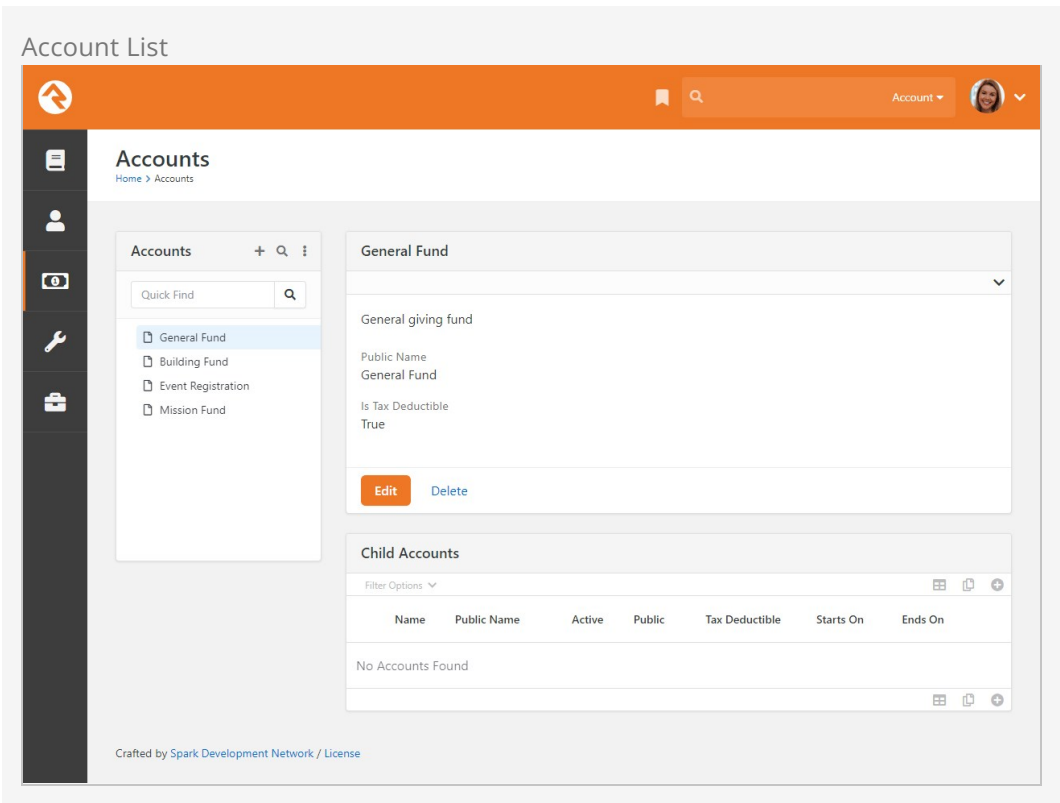 Account List
Account
Accounts
Home > Accounts
Accounts
Quick Find
General Fund
Building Fund
Event Registration
Mission Fund
General Fund
General giving fund
Public Name
General Fund
Is Tax Deductible
True
Edit Delete
Child Accounts
Filter Options
Name Public Name Active Public Tax Deductible Starts On Ends On
No Accounts Found
Crafted by Spark Development Network / License